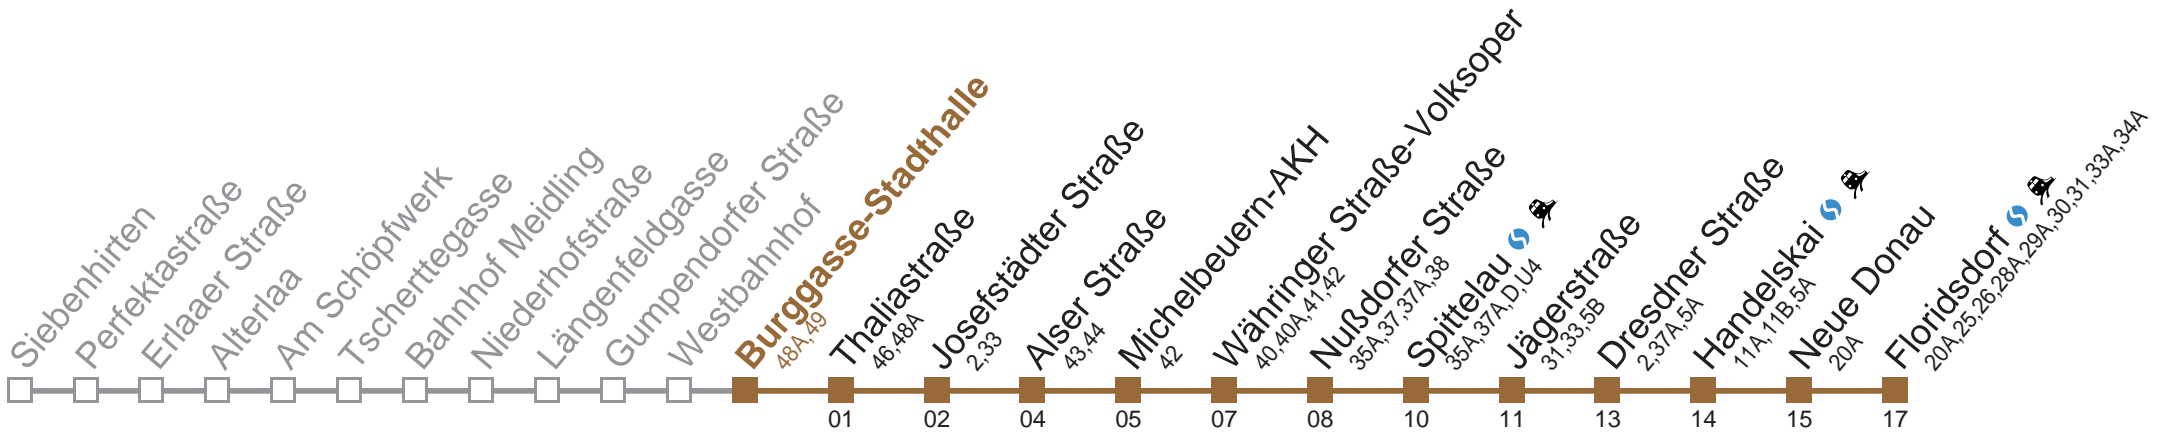 Siebenhirten
Perfektastraße
Erlaaer Straße
Alterlaa
Am Schöpfwerk
Tscherttegasse
Bahnhof Meidling
Niederhofstraße
Längenfeldgasse
Gumpendorfer Straße
Westbahnhof
Burggasse-Stadthalle
48A,49
Thaliastraße
46,48A
Josefstädter Straße
2,33
Alser Straße
43,44
Michelbeuern-AKH
42
Währinger Straße-Volksoper
40,40A,41,42
Nußdorfer Straße
35A,37,37A,38
Spittelau
35A,37A,D,U4
Jägerstraße
31,33,5B
Dresdner Straße
2,37A,5A
Handelskai
11A,11B,5A
Neue Donau
20A
Floridsdorf
20A,25,26,28A,29A,30,31,33A,34A
01 02 04 05 07 08 10 11 13 14 15 17